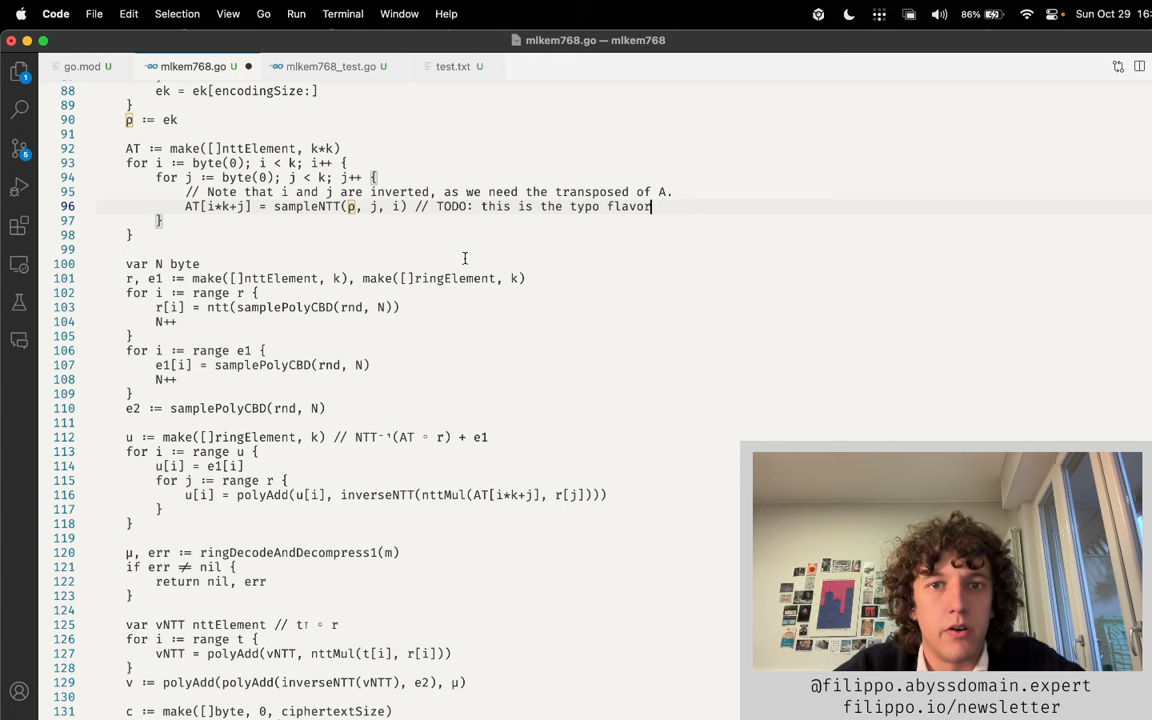 Code File Edit Selection View Go Run Terminal Window Help 86% Sun Oct 29 16:
mlkem768.go — mlkem768
go.mod U mlkem768.go U mlkem768_test.go U test.txt U
1
5
88 ek = ek[encodingSize:]
89 }
90 ρ := ek
91
92 AT := make([]nttElement, k*k)
93 for i := byte(0); i < k; i++ {
94 for j := byte(0); j < k; j++ {
95 // Note that i and j are inverted, as we need the transposed of A.
96 AT[i*k+j] = sampleNTT(ρ, j, i) // TODO: this is the typo flavor
97 }
98 }
99
100 var N byte
101 r, e1 := make([]nttElement, k), make([]ringElement, k)
102 for i := range r {
103 r[i] = ntt(samplePolyCBD(rnd, N))
104 N++
105 }
106 for i := range e1 {
107 e1[i] = samplePolyCBD(rnd, N)
108 N++
109 }
110 e2 := samplePolyCBD(rnd, N)
111
112 u := make([]ringElement, k) // NTT⁻¹(AT ◦ r) + e1
113 for i := range u {
114 u[i] = e1[i]
115 for j := range r {
116 u[i] = polyAdd(u[i], inverseNTT(nttMul(AT[i*k+j], r[j])))
117 }
118 }
119
120 μ, err := ringDecodeAndDecompress1(m)
121 if err ≠ nil {
122 return nil, err
123 }
124
125 var vNTT nttElement // t⊺ ◦ r
126 for i := range t {
127 vNTT = polyAdd(vNTT, nttMul(t[i], r[i]))
128 }
129 v := polyAdd(polyAdd(inverseNTT(vNTT), e2), μ)
130
131 c := make([]byte, 0, ciphertextSize)
@filippo.abyssdomain.expert
filippo.io/newsletter